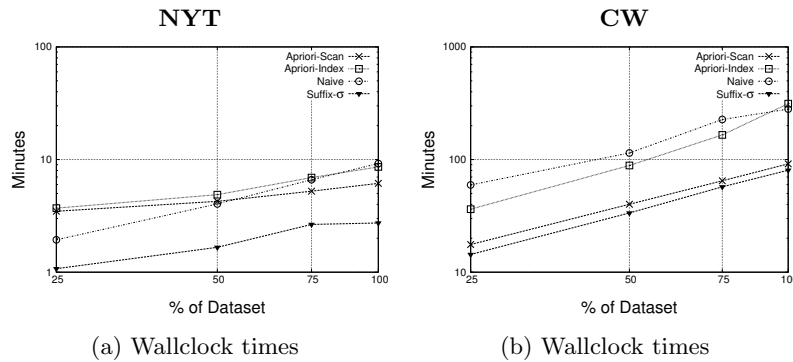 NYT
100
10
1
Minutes
Apriori-Scan
Apriori-Index
Naive
Suffix-σ
25
50
75
100
% of Dataset
(a) Wallclock times
CW
1000
100
10
Minutes
Apriori-Scan
Apriori-Index
Naive
Suffix-σ
25
50
75
10
% of Dataset
(b) Wallclock times